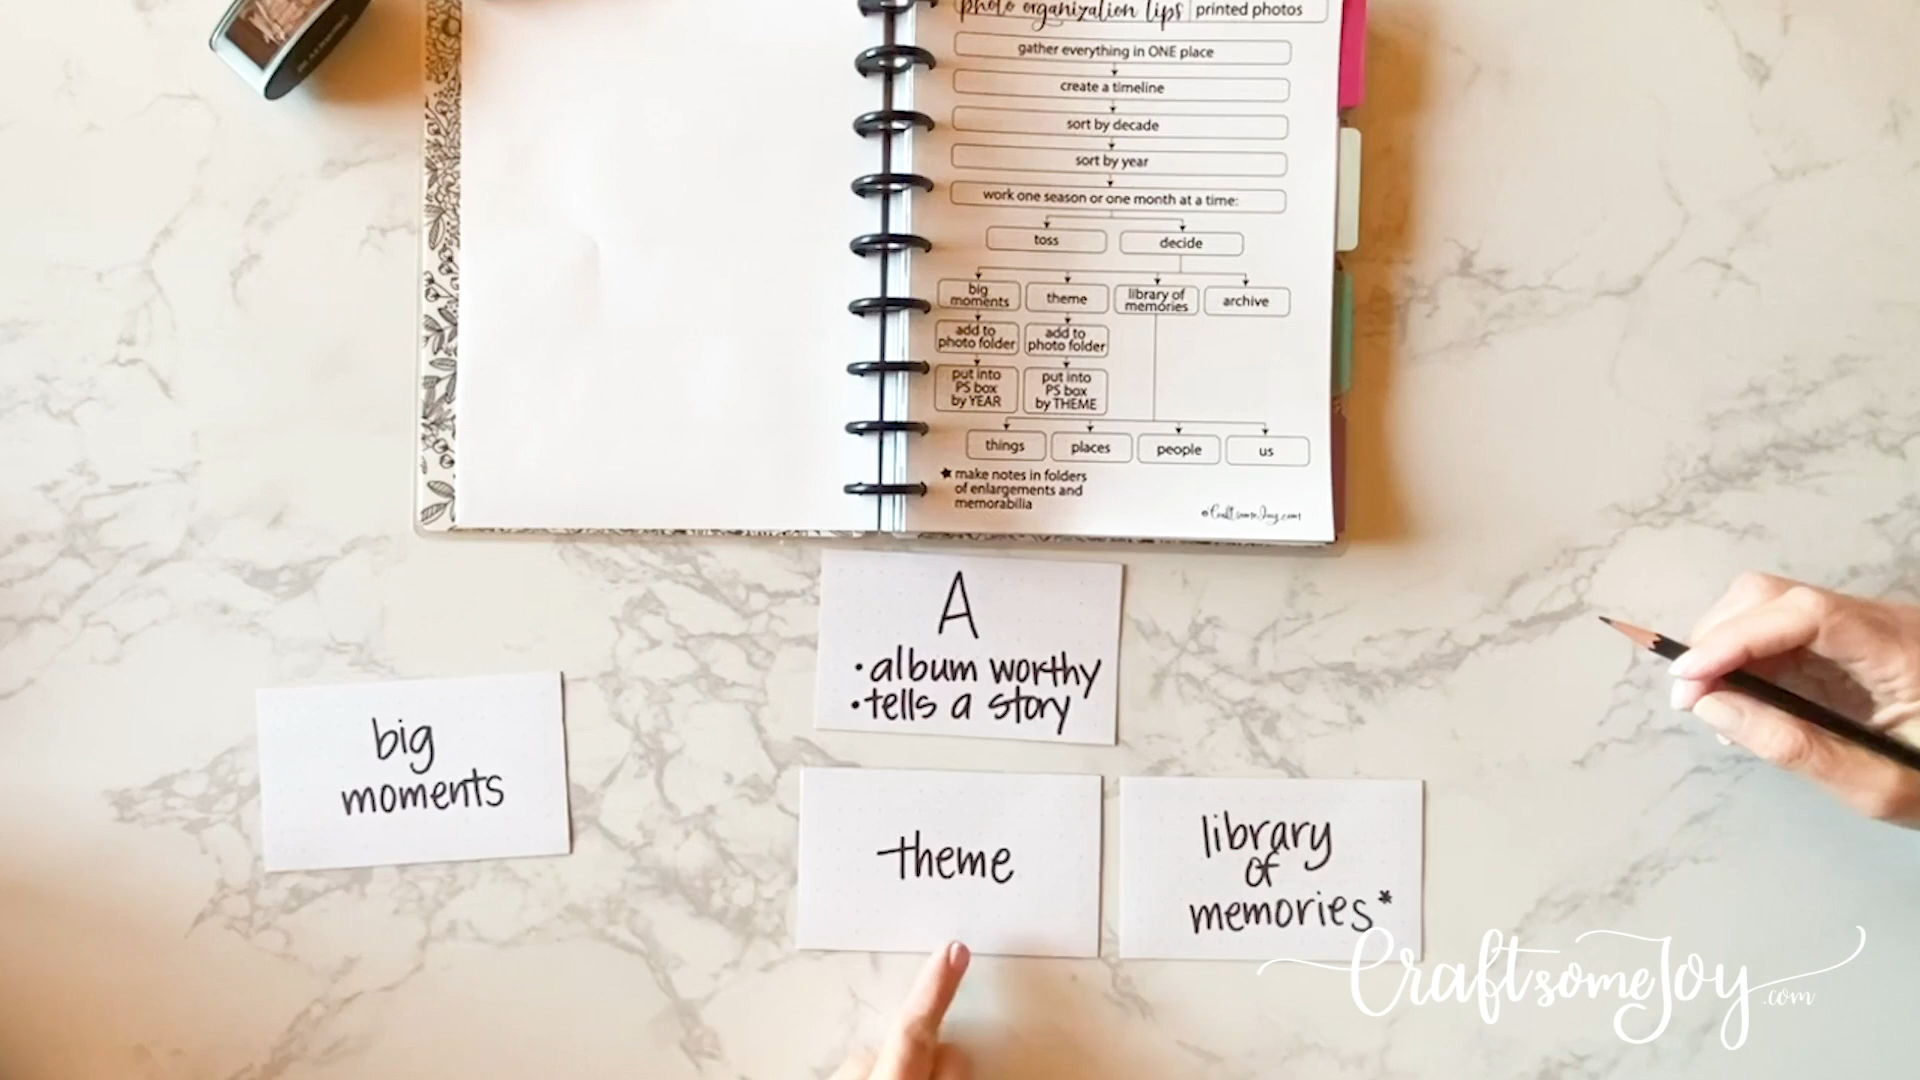 photo organization tips printed photos
gather everything in ONE place
create a timeline
sort by decade
sort by year
work one season or one month at a time:
toss
decide
big
moments
theme
library of
memories
archive
add to
photo folder
add to
photo folder
put into
PS box
by YEAR
put into
PS box
by THEME
things
places
people
us
★ make notes in folders
of enlargements and
memorabilia
©CraftsomeJoy.com
A
• album worthy
• tells a story
big
moments
theme
library
of
memories*
CraftsomeJoy.com